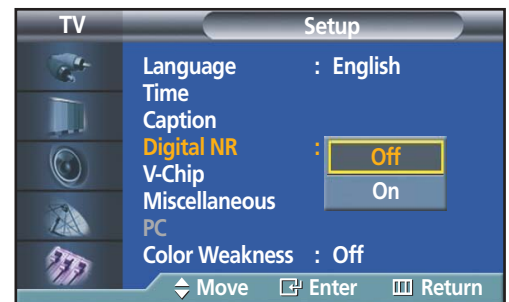 TV Setup
Language : English
Time
Caption
Digital NR : Off
V-Chip On
Miscellaneous
PC
Color Weakness : Off
Move Enter Return